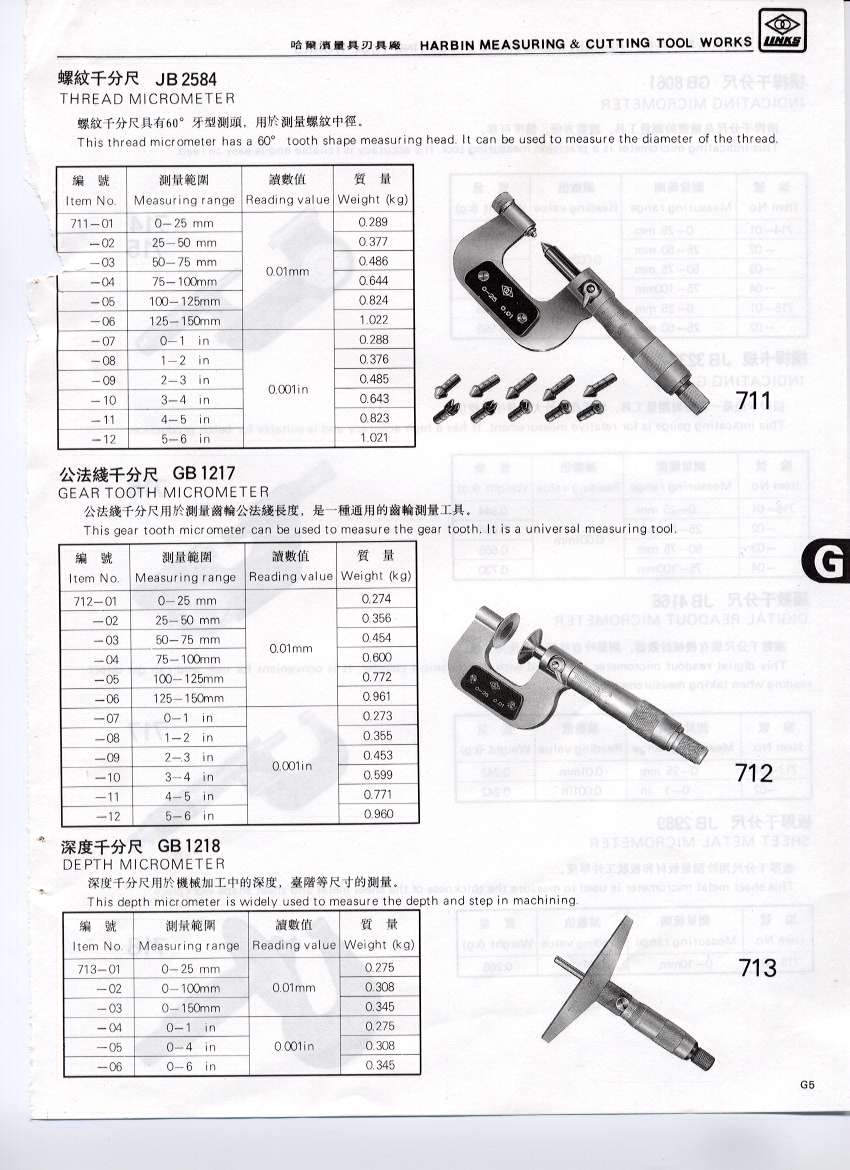 哈爾濱量具刃具廠 HARBIN MEASURING & CUTTING TOOL WORKS LINKS
螺紋千分尺 JB 2584
THREAD MICROMETER
螺紋千分尺具有60°牙型測頭，用於測量螺紋中徑。
This thread micrometer has a 60° tooth shape measuring head. It can be used to measure the diameter of the thread.
編 號 測量範圍 讀數值 質 量
Item No. Measuring range Reading value Weight (kg)
711—01 0—25 mm 0.289
—02 25—50 mm 0.377
—03 50—75 mm 0.486
0.01mm
—04 75—100mm 0.644
—05 100—125mm 0.824
—06 125—150mm 1.022
—07 0—1 in 0.288
—08 1—2 in 0.376
—09 2—3 in 0.485
0.001in
—10 3—4 in 0.643
—11 4—5 in 0.823
—12 5—6 in 1.021
0-25 0.01
711
公法綫千分尺 GB 1217
GEAR TOOTH MICROMETER
公法綫千分尺用於測量齒輪公法綫長度，是一種通用的齒輪測量工具。
This gear tooth micrometer can be used to measure the gear tooth. It is a universal measuring tool.
G
編 號 測量範圍 讀數值 質 量
Item No. Measuring range Reading value Weight (kg)
712—01 0—25 mm 0.274
—02 25—50 mm 0.356
—03 50—75 mm 0.454
0.01mm
—04 75—100mm 0.600
—05 100—125mm 0.772
—06 125—150mm 0.961
—07 0—1 in 0.273
—08 1—2 in 0.355
—09 2—3 in 0.453
0.001in
—10 3—4 in 0.599
—11 4—5 in 0.771
—12 5—6 in 0.960
0-25 0.01
712
深度千分尺 GB 1218
DEPTH MICROMETER
深度千分尺用於機械加工中的深度，臺階等尺寸的測量。
This depth micrometer is widely used to measure the depth and step in machining.
編 號 測量範圍 讀數值 質 量
Item No. Measuring range Reading value Weight (kg)
713—01 0—25 mm 0.275
—02 0—100mm 0.01mm 0.308
—03 0—150mm 0.345
—04 0—1 in 0.275
—05 0—4 in 0.001in 0.308
—06 0—6 in 0.345
713
G5